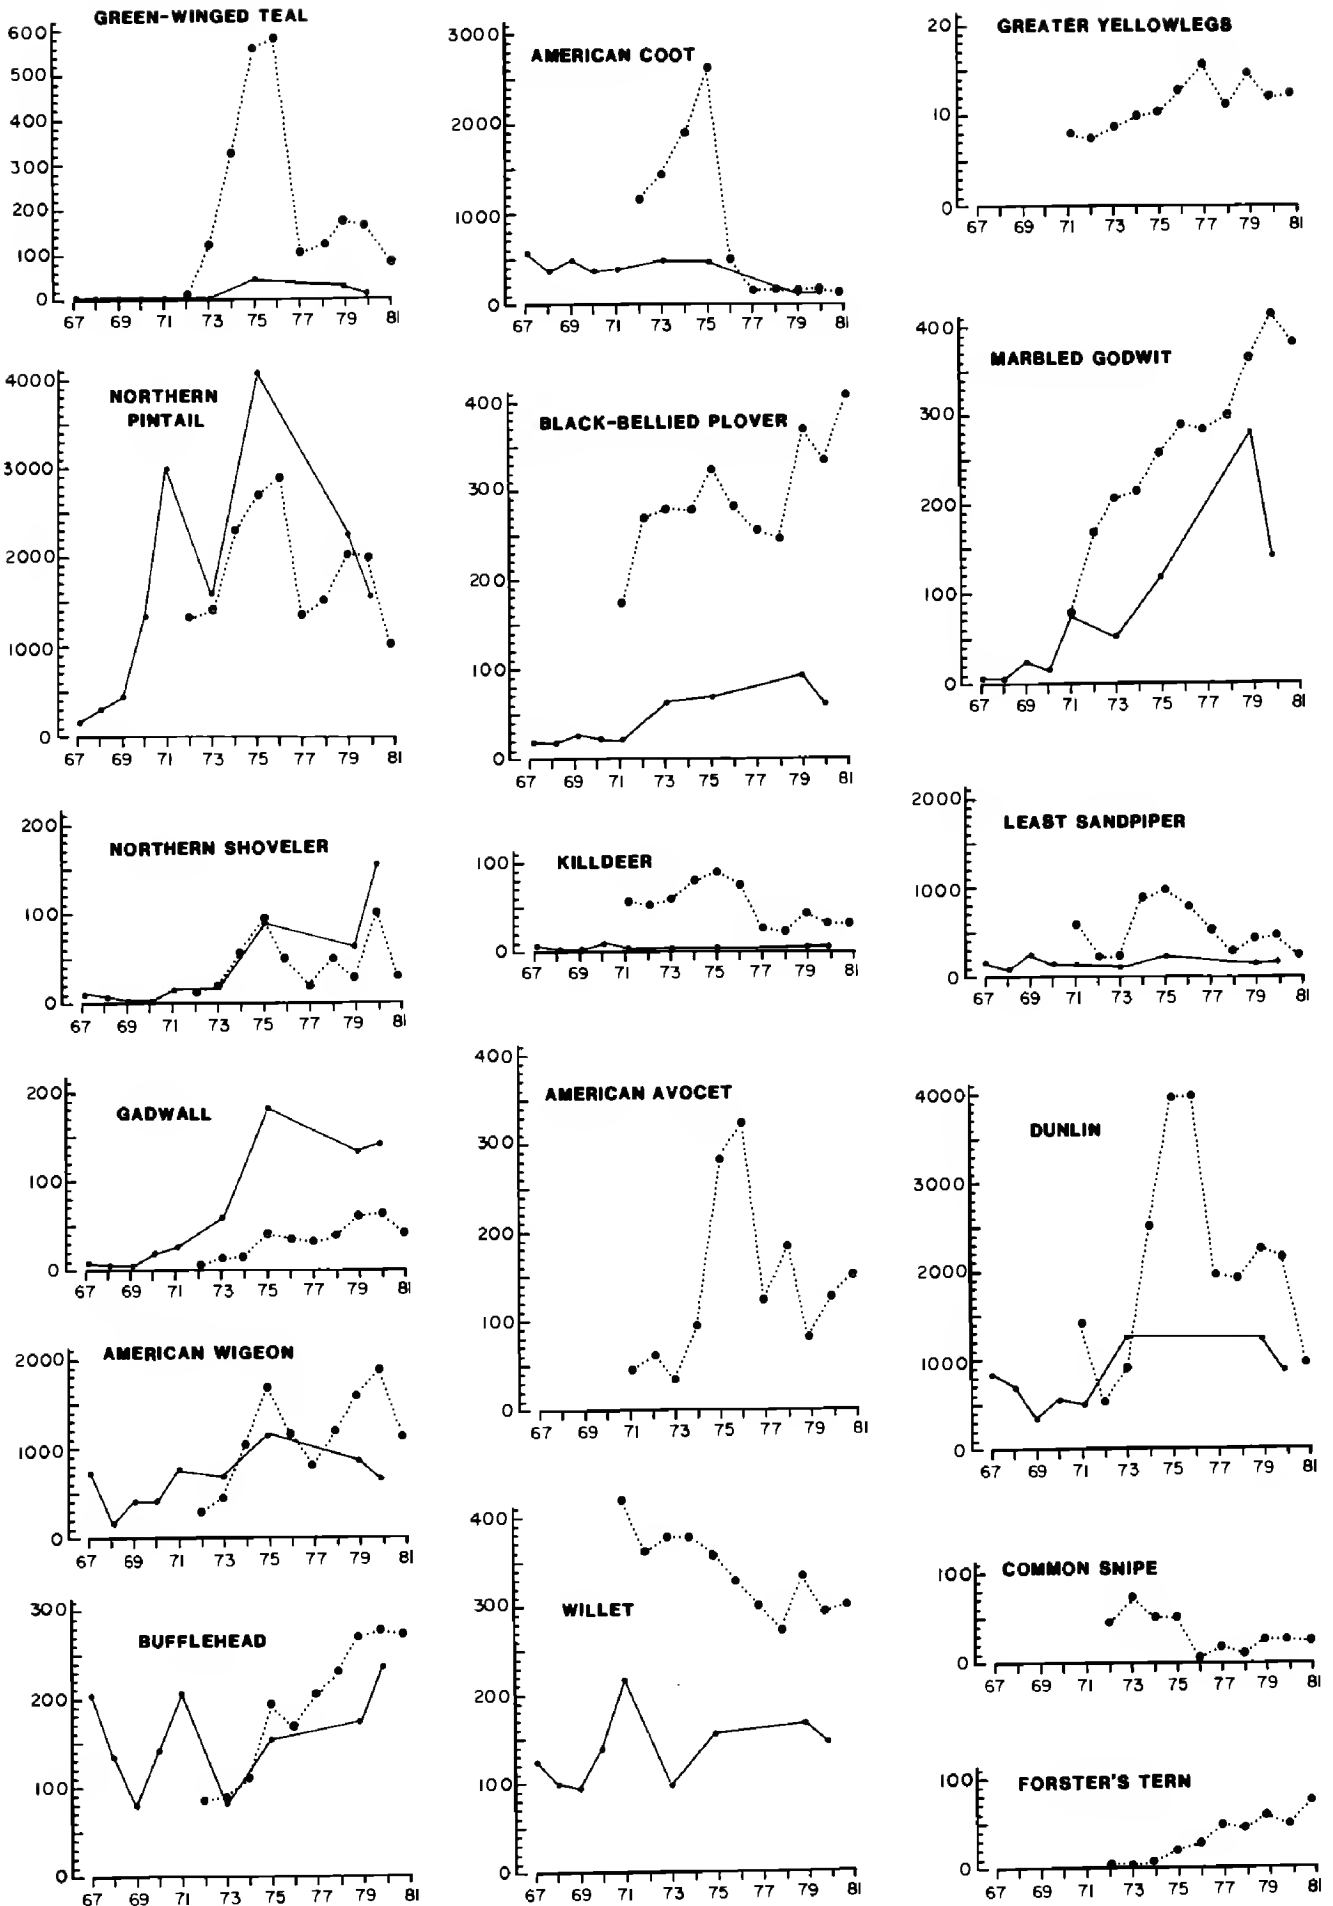 GREEN-WINGED TEAL
600
500
400
300
200
100
0
67 69 71 73 75 77 79 81
NORTHERN
PINTAIL
4000
3000
2000
1000
0
67 69 71 73 75 77 79 81
NORTHERN SHOVELER
200
100
0
67 69 71 73 75 77 79 81
GADWALL
200
100
0
67 69 71 73 75 77 79 81
AMERICAN WIGEON
2000
1000
0
67 69 71 73 75 77 79 81
BUFFLEHEAD
300
200
100
0
67 69 71 73 75 77 79 81
AMERICAN COOT
3000
2000
1000
0
67 69 71 73 75 77 79 81
BLACK-BELLIED PLOVER
400
300
200
100
0
67 69 71 73 75 77 79 81
KILLDEER
100
0
67 69 71 73 75 77 79 81
AMERICAN AVOCET
400
300
200
100
0
67 69 71 73 75 77 79 81
WILLET
400
300
200
100
0
67 69 71 73 75 77 79 81
GREATER YELLOWLEGS
20
10
0
67 69 71 73 75 77 79 81
MARBLED GODWIT
400
300
200
100
0
67 69 71 73 75 77 79 81
LEAST SANDPIPER
2000
1000
0
67 69 71 73 75 77 79 81
DUNLIN
4000
3000
2000
1000
0
67 69 71 73 75 77 79 81
COMMON SNIPE
100
0
67 69 71 73 75 77 79 81
FORSTER'S TERN
100
0
67 69 71 73 75 77 79 81